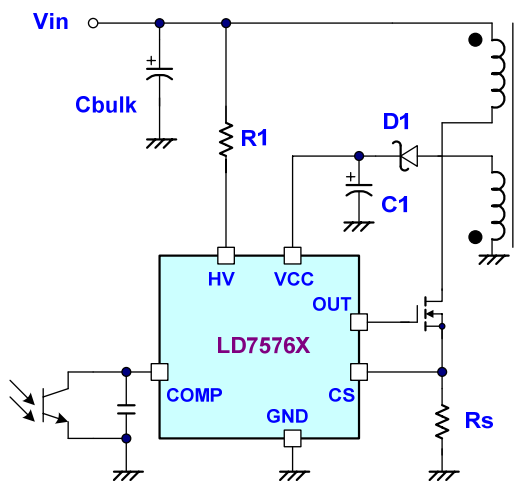 Vin
Cbulk
R1
D1
C1
HV
VCC
OUT
LD7576X
COMP
CS
GND
Rs
+
+